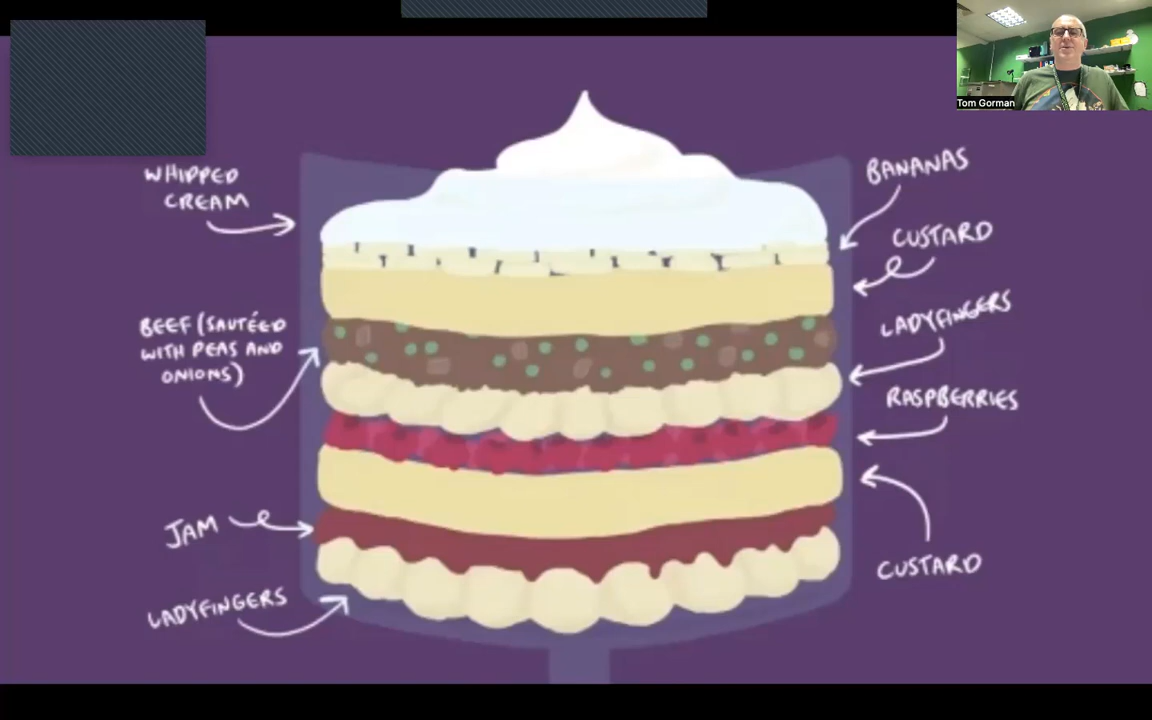 Tom Gorman
WHIPPED
CREAM
BANANAS
CUSTARD
BEEF (SAUTÉED
WITH PEAS AND
ONIONS)
LADYFINGERS
RASPBERRIES
JAM
CUSTARD
LADYFINGERS